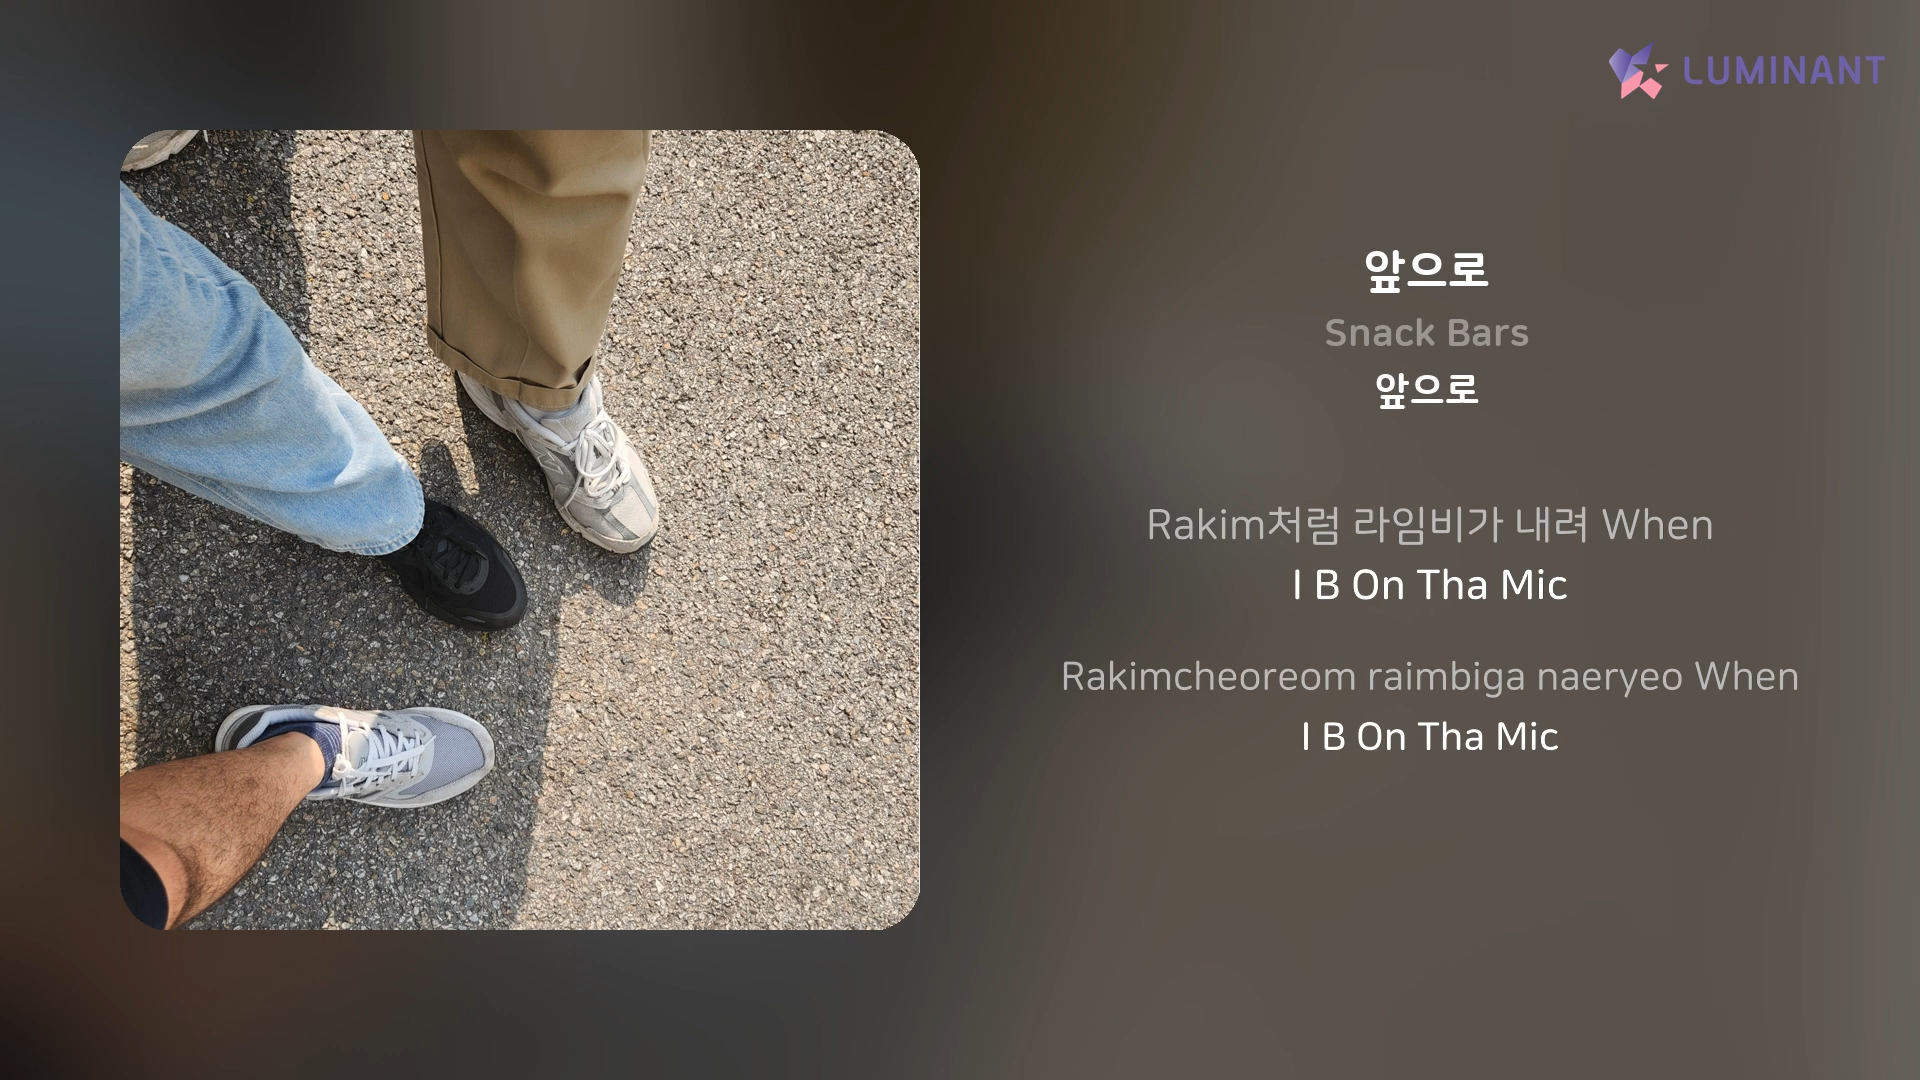 LUMINANT
앞으로
Snack Bars
앞으로
Rakim처럼 라임비가 내려 When
I B On Tha Mic
Rakimcheoreom raimbiga naeryeo When
I B On Tha Mic